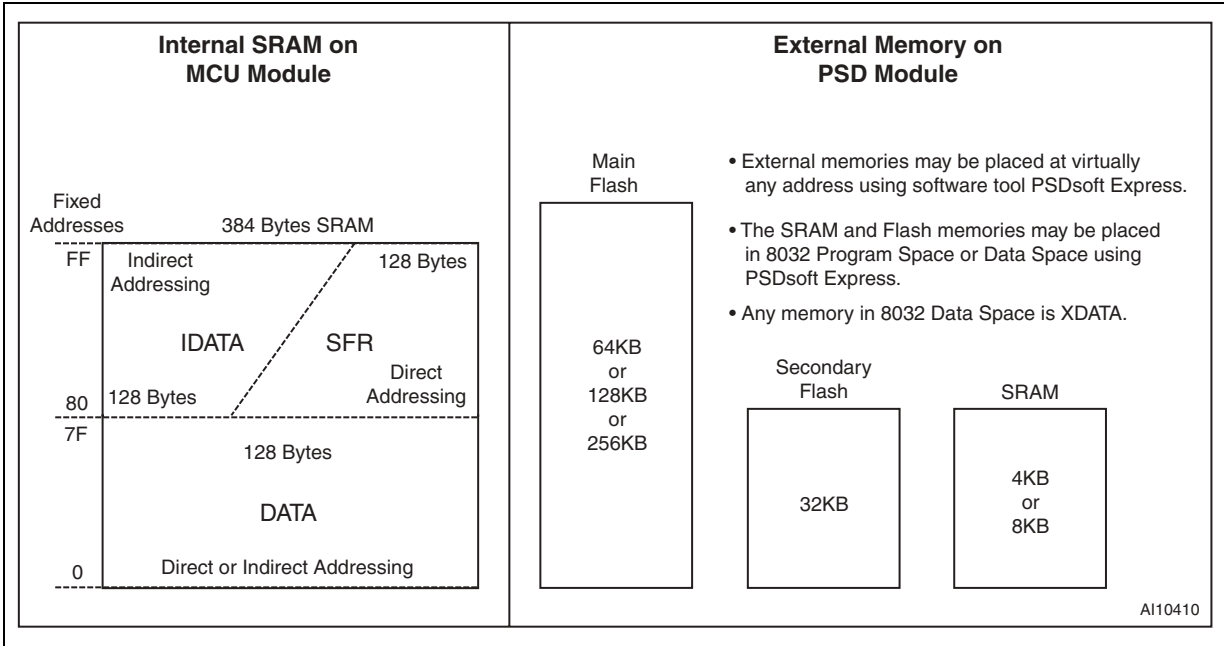 Internal SRAM on
MCU Module
Fixed
Addresses
384 Bytes SRAM
FF
Indirect
Addressing
128 Bytes
IDATA
SFR
Direct
Addressing
80
128 Bytes
7F
128 Bytes
DATA
0
Direct or Indirect Addressing
External Memory on
PSD Module
Main
Flash
64KB
or
128KB
or
256KB
• External memories may be placed at virtually
any address using software tool PSDsoft Express.
• The SRAM and Flash memories may be placed
in 8032 Program Space or Data Space using
PSDsoft Express.
• Any memory in 8032 Data Space is XDATA.
Secondary
Flash
32KB
SRAM
4KB
or
8KB
AI10410